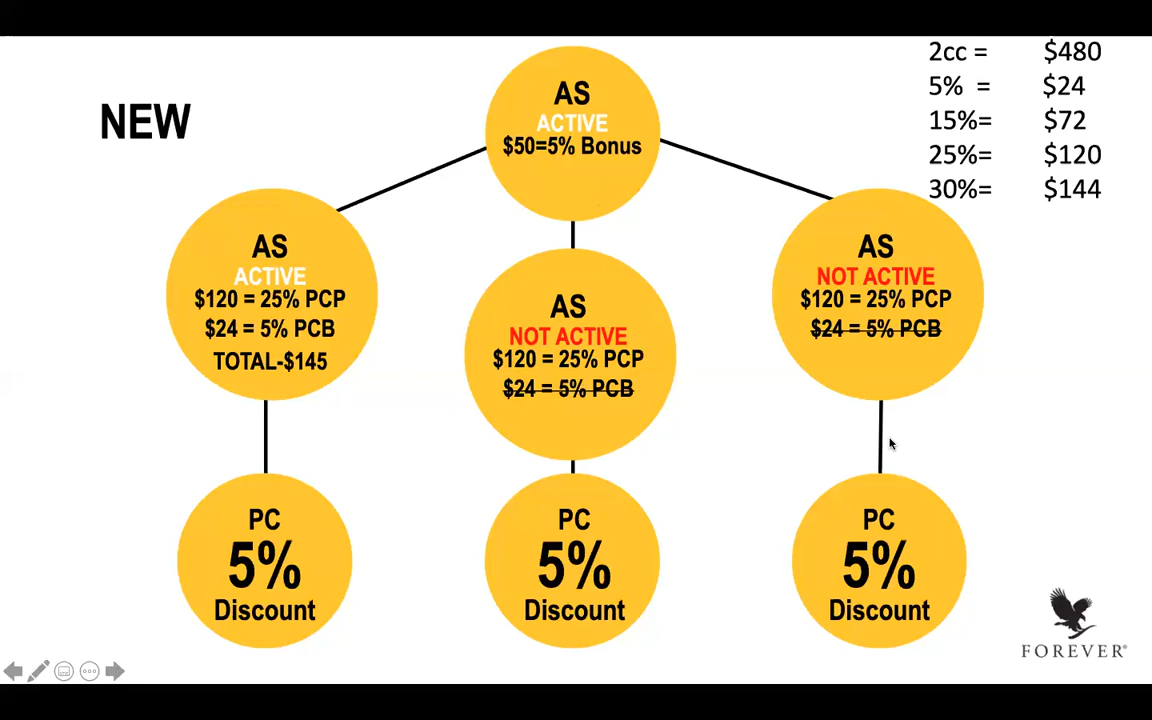 NEW
AS
ACTIVE
$50=5% Bonus
2cc = $480
5% = $24
15%= $72
25%= $120
30%= $144
AS
ACTIVE
$120 = 25% PCP
$24 = 5% PCB
TOTAL-$145
AS
NOT ACTIVE
$120 = 25% PCP
$24 = 5% PCB
AS
NOT ACTIVE
$120 = 25% PCP
$24 = 5% PCB
PC
5%
Discount
PC
5%
Discount
PC
5%
Discount
FOREVER®